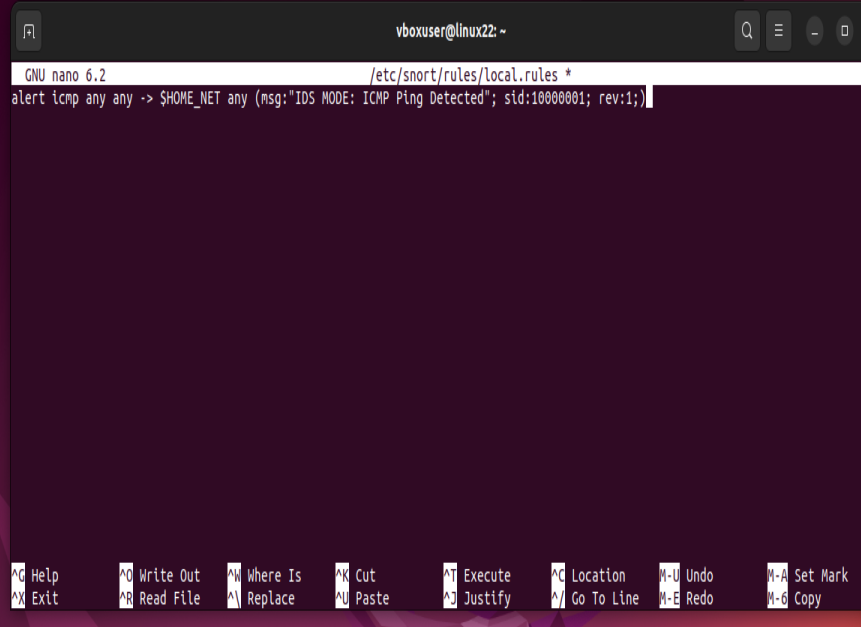 vboxuser@linux22: ~
GNU nano 6.2 /etc/snort/rules/local.rules *
alert icmp any any -> $HOME_NET any (msg:"IDS MODE: ICMP Ping Detected"; sid:10000001; rev:1;)
^G Help ^O Write Out ^W Where Is ^K Cut ^T Execute ^C Location M-U Undo M-A Set Mark
^X Exit ^R Read File ^\ Replace ^U Paste ^J Justify ^/ Go To Line M-E Redo M-6 Copy